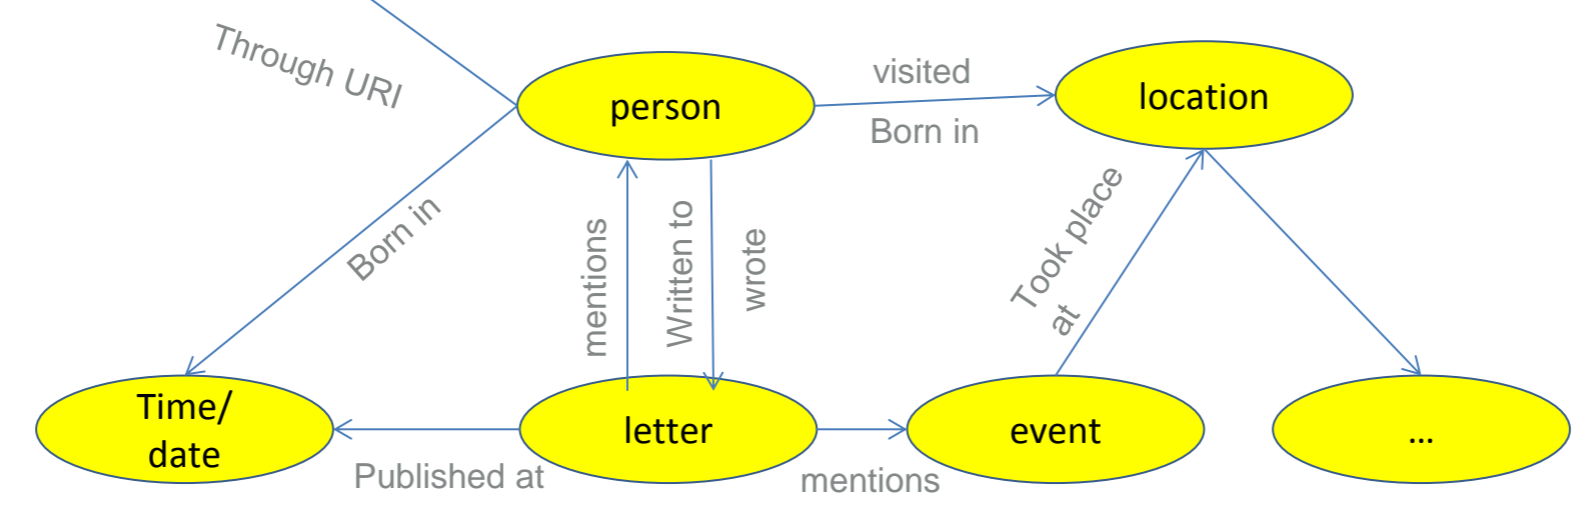 Through URI
person
visited
Born in
location
Born in
mentions
Written to
wrote
Took place
at
Time/
date
Published at
letter
mentions
event
...